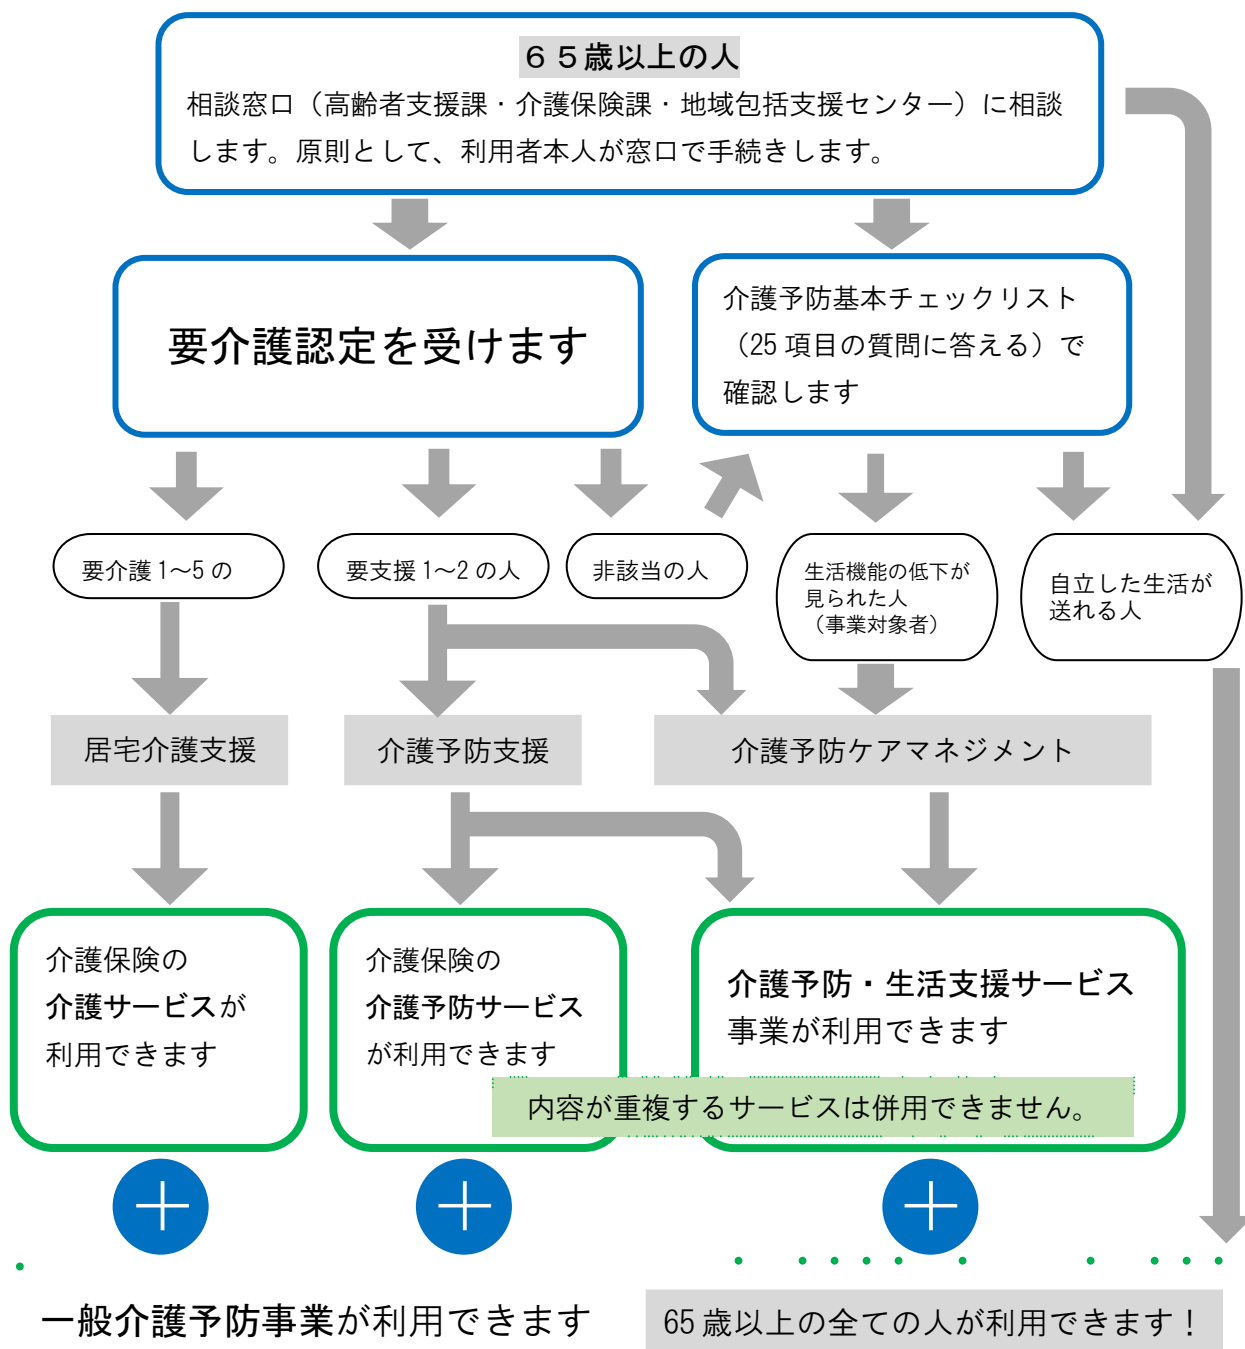 ６５歳以上の人
相談窓口（高齢者支援課・介護保険課・地域包括支援センター）に相談
します。原則として、利用者本人が窓口で手続きします。
要介護認定を受けます
介護予防基本チェックリスト
（25 項目の質問に答える）で
確認します
要介護 1～5 の
要支援 1～2 の人
非該当の人
生活機能の低下が
見られた人
（事業対象者）
自立した生活が
送れる人
居宅介護支援
介護予防支援
介護予防ケアマネジメント
介護保険の
介護サービスが
利用できます
介護保険の
介護予防サービス
が利用できます
介護予防・生活支援サービス
事業が利用できます
内容が重複するサービスは併用できません。
一般介護予防事業が利用できます
65 歳以上の全ての人が利用できます！